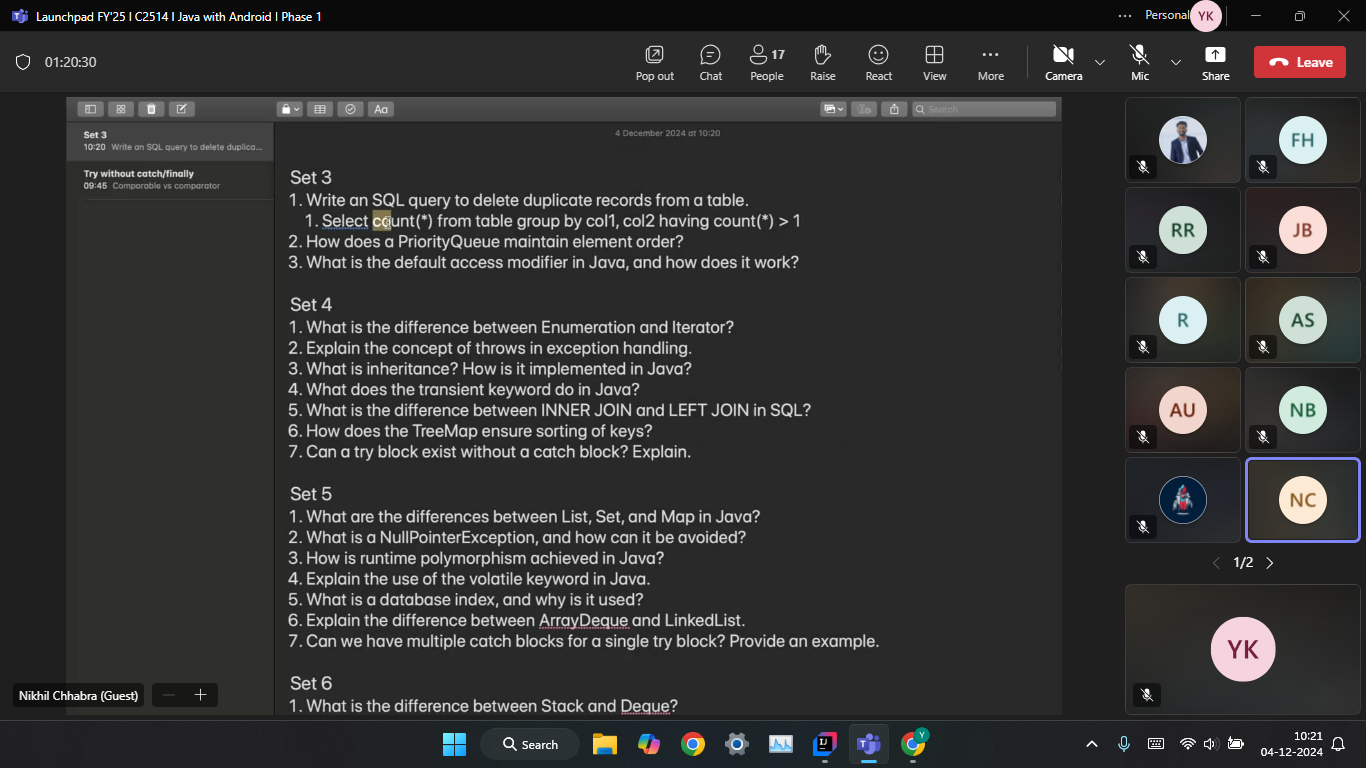 Launchpad FY'25 | C2514 | Java with Android | Phase 1
Personal
YK
01:20:30
Pop out
Chat
17
People
Raise
React
View
More
Camera
Mic
Share
Leave
Aa
Search
Set 3
10:20 Write an SQL query to delete duplica...
Try without catch/finally
09:45 Comparable vs comparator
4 December 2024 at 10:20
Set 3
1. Write an SQL query to delete duplicate records from a table.
1. Select count(*) from table group by col1, col2 having count(*) > 1
2. How does a PriorityQueue maintain element order?
3. What is the default access modifier in Java, and how does it work?
Set 4
1. What is the difference between Enumeration and Iterator?
2. Explain the concept of throws in exception handling.
3. What is inheritance? How is it implemented in Java?
4. What does the transient keyword do in Java?
5. What is the difference between INNER JOIN and LEFT JOIN in SQL?
6. How does the TreeMap ensure sorting of keys?
7. Can a try block exist without a catch block? Explain.
Set 5
1. What are the differences between List, Set, and Map in Java?
2. What is a NullPointerException, and how can it be avoided?
3. How is runtime polymorphism achieved in Java?
4. Explain the use of the volatile keyword in Java.
5. What is a database index, and why is it used?
6. Explain the difference between ArrayDeque and LinkedList.
7. Can we have multiple catch blocks for a single try block? Provide an example.
Set 6
1. What is the difference between Stack and Deque?
Nikhil Chhabra (Guest)
FH
RR
JB
R
AS
AU
NB
NC
1/2
YK
Search
Y
10:21
04-12-2024